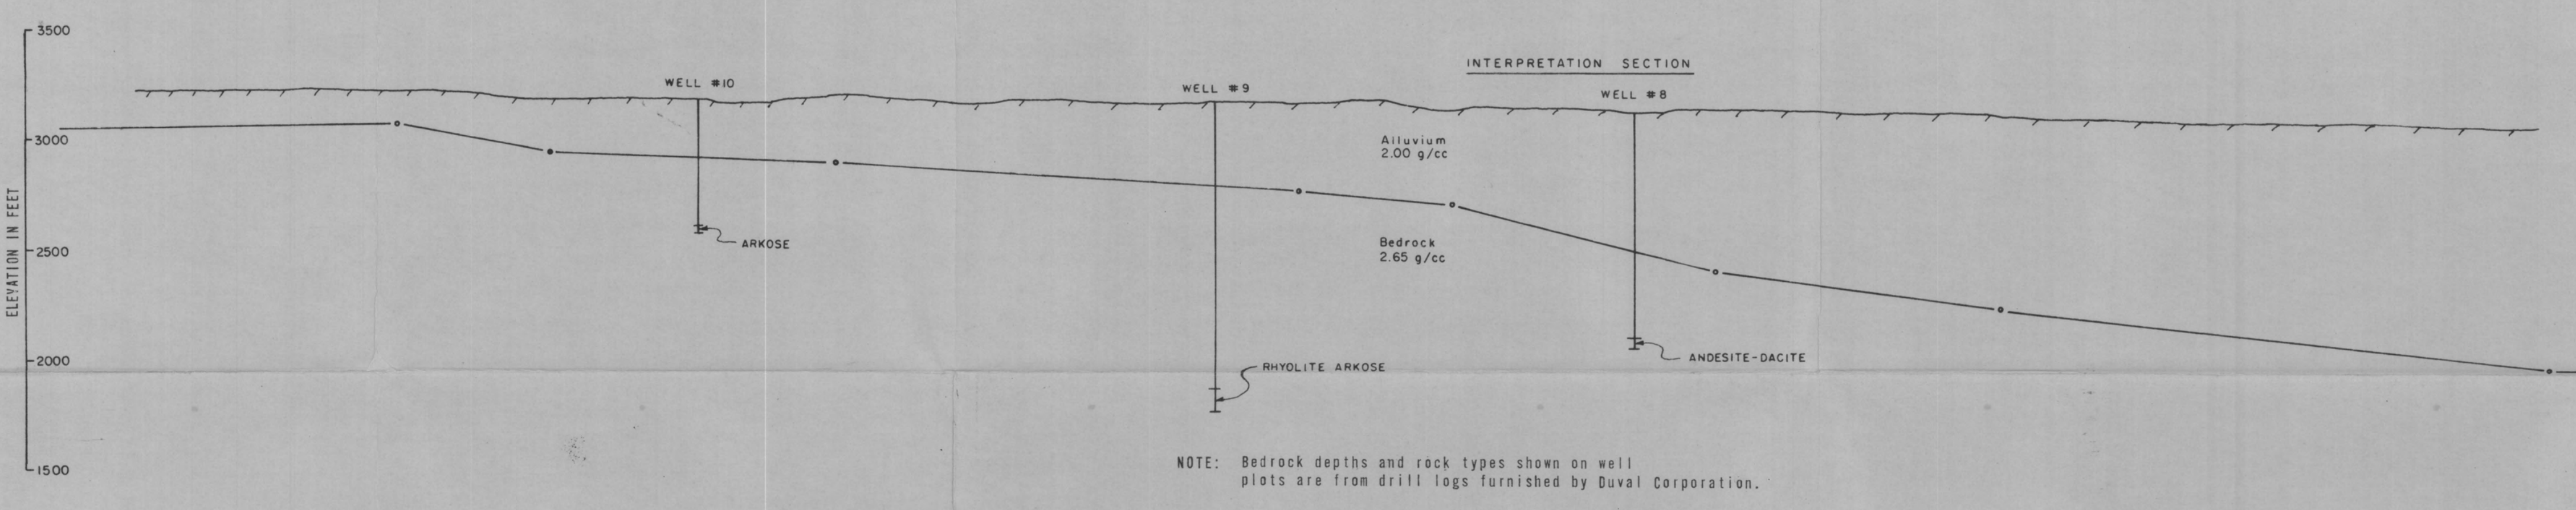 INTERPRETATION SECTION
3500
3000
2500
2000
1500
ELEVATION IN FEET
WELL #10
WELL #9
WELL #8
Alluvium
2.00 g/cc
Bedrock
2.65 g/cc
ARKOSE
RHYOLITE ARKOSE
ANDESITE-DACITE
NOTE: Bedrock depths and rock types shown on well
plots are from drill logs furnished by Duval Corporation.